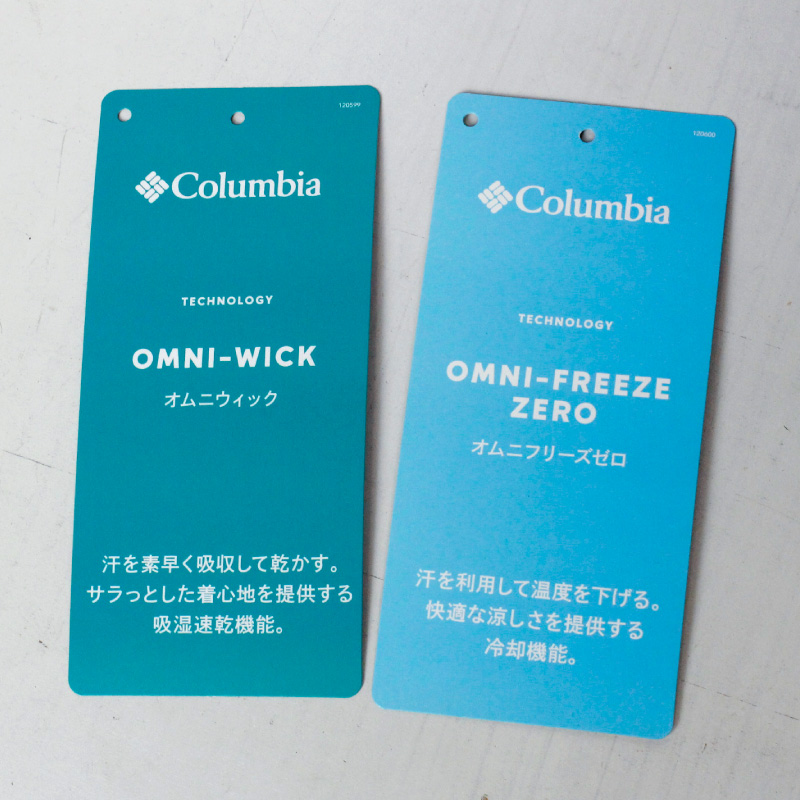 120599
Columbia
TECHNOLOGY
OMNI-WICK
オムニウィック
汗を素早く吸収して乾かす。
サラっとした着心地を提供する
吸湿速乾機能。
120600
Columbia
TECHNOLOGY
OMNI-FREEZE
ZERO
オムニフリーズゼロ
汗を利用して温度を下げる。
快適な涼しさを提供する
冷却機能。